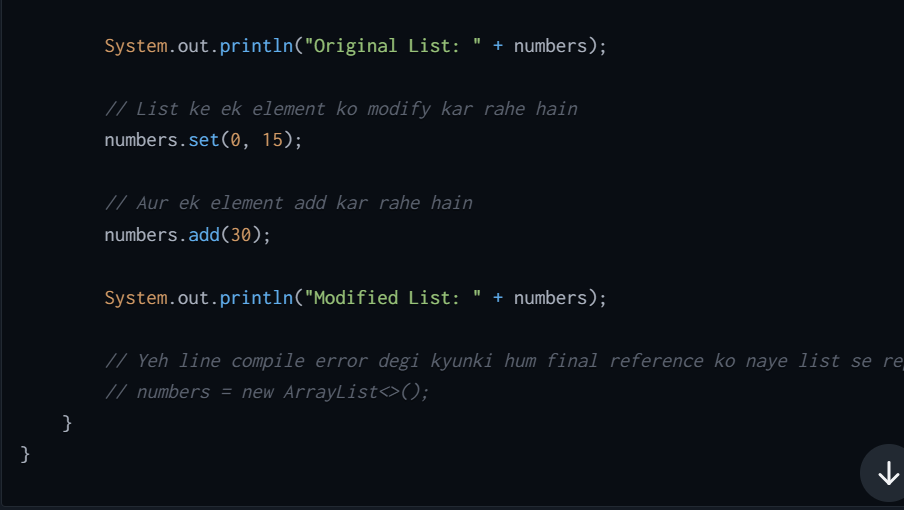 System.out.println("Original List: " + numbers);
// List ke ek element ko modify kar rahe hain
numbers.set(0, 15);
// Aur ek element add kar rahe hain
numbers.add(30);
System.out.println("Modified List: " + numbers);
// Yeh line compile error degi kyunki hum final reference ko naye list se
// numbers = new ArrayList<>();
}
}